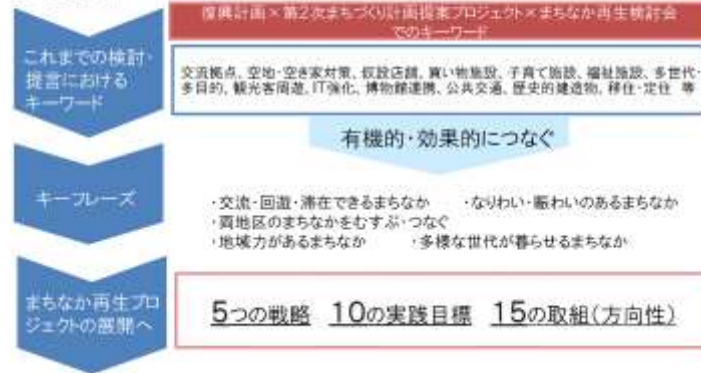 復興計画×第2次まちづくり計画提案プロジェクト×まちなか再生検討会
でのキーワード
これまでの検討・
提言における
キーワード
交流拠点、空地・空き家対策、仮設店舗、買い物施設、子育て施設、福祉施設、多世代・
多目的、観光客周遊、IT強化、博物館連携、公共交通、歴史的建造物、移住・定住 等
有機的・効果的につなぐ
キーフレーズ
・交流・回遊・滞在できるまちなか ・なりわい・賑わいのあるまちなか
・両地区のまちなかをむすぶ・つなぐ
・地域力があるまちなか ・多様な世代が暮らせるまちなか
まちなか再生プロ
ジェクトの展開へ
5つの戦略 10の実践目標 15の取組(方向性)